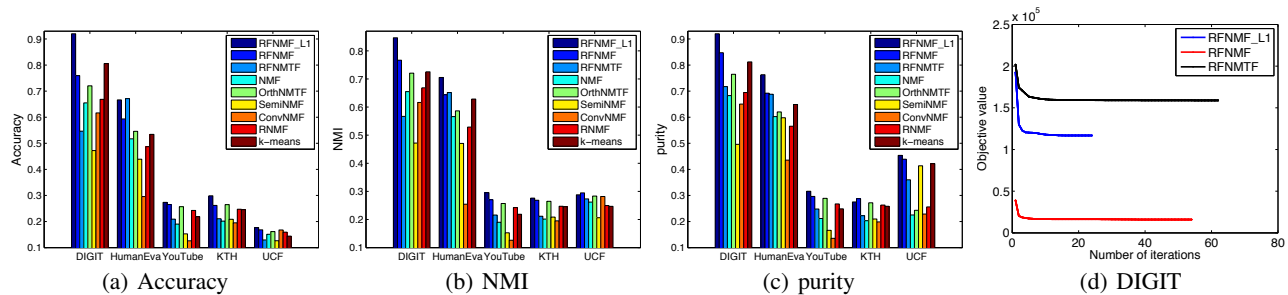 0.9
0.8
0.7
0.6
0.5
0.4
0.3
0.2
0.1
Accuracy
RFNMF_L1
RFNMF
RFNMTF
NMF
OrthNMTF
SemiNMF
ConvNMF
RNMF
k-means
DIGIT HumanEva YouTube KTH UCF
(a) Accuracy
0.8
0.7
0.6
0.5
0.4
0.3
0.2
0.1
NMI
RFNMF_L1
RFNMF
RFNMTF
NMF
OrthNMTF
SemiNMF
ConvNMF
RNMF
k-means
DIGIT HumanEva YouTube KTH UCF
(b) NMI
0.9
0.8
0.7
0.6
0.5
0.4
0.3
0.2
0.1
purity
RFNMF_L1
RFNMF
RFNMTF
NMF
OrthNMTF
SemiNMF
ConvNMF
RNMF
k-means
DIGIT HumanEva YouTube KTH UCF
(c) purity
x 10^5
2.5
2
1.5
1
0.5
0
Objective value
RFNMF_L1
RFNMF
RFNMTF
0 20 40 60 80
Number of iterations
(d) DIGIT